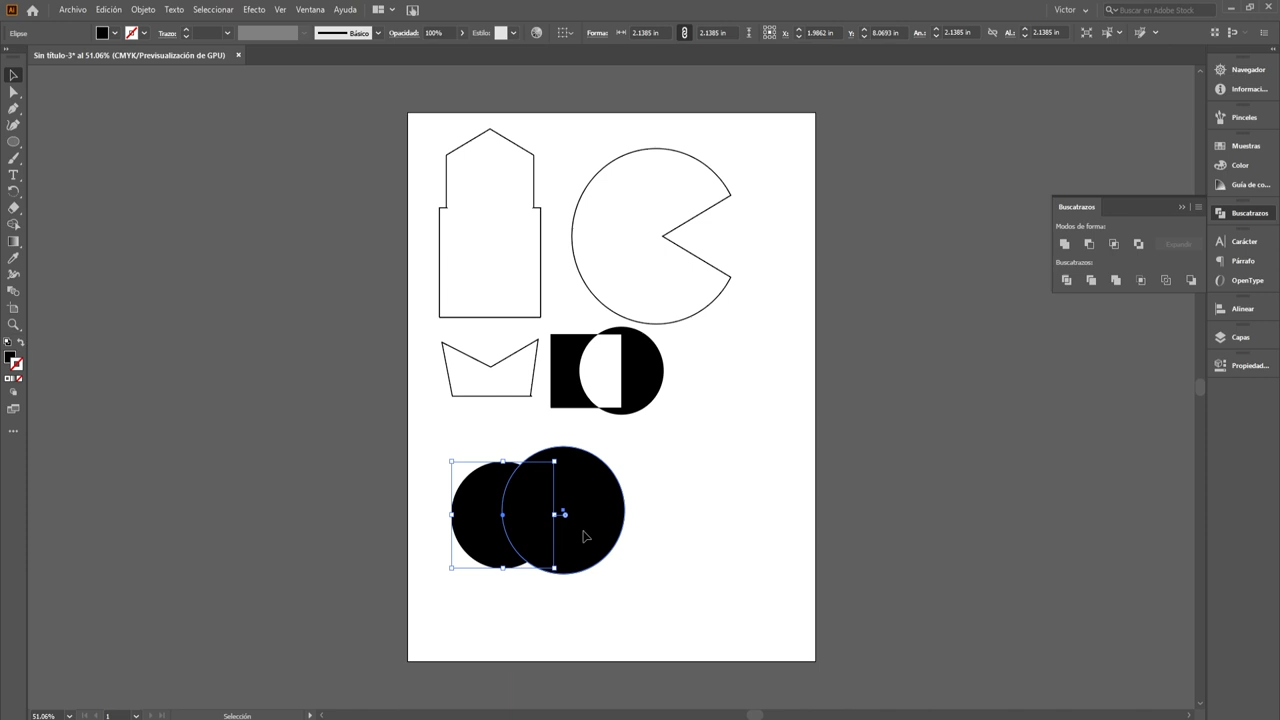 Ai Archivo Edición Objeto Texto Seleccionar Efecto Ver Ventana Ayuda Víctor Buscar en Adobe Stock
Elipse Trazo: Básico Opacidad: 100% Estilo: Forma: 2.1385 in 2.1385 in X: 1.9862 in Y: 8.0693 in An.: 2.1385 in AL: 2.1385 in
Sin título-3* al 51.06% (CMYK/Previsualización de GPU) ×
Navegador
Informaci...
Pinceles
Muestras
Color
Guía de co...
Buscatrazos
Carácter
Párrafo
OpenType
Alinear
Capas
Propiedad...
Buscatrazos
Modos de forma:
Expandir
Buscatrazos:
51.06% 1 Selección